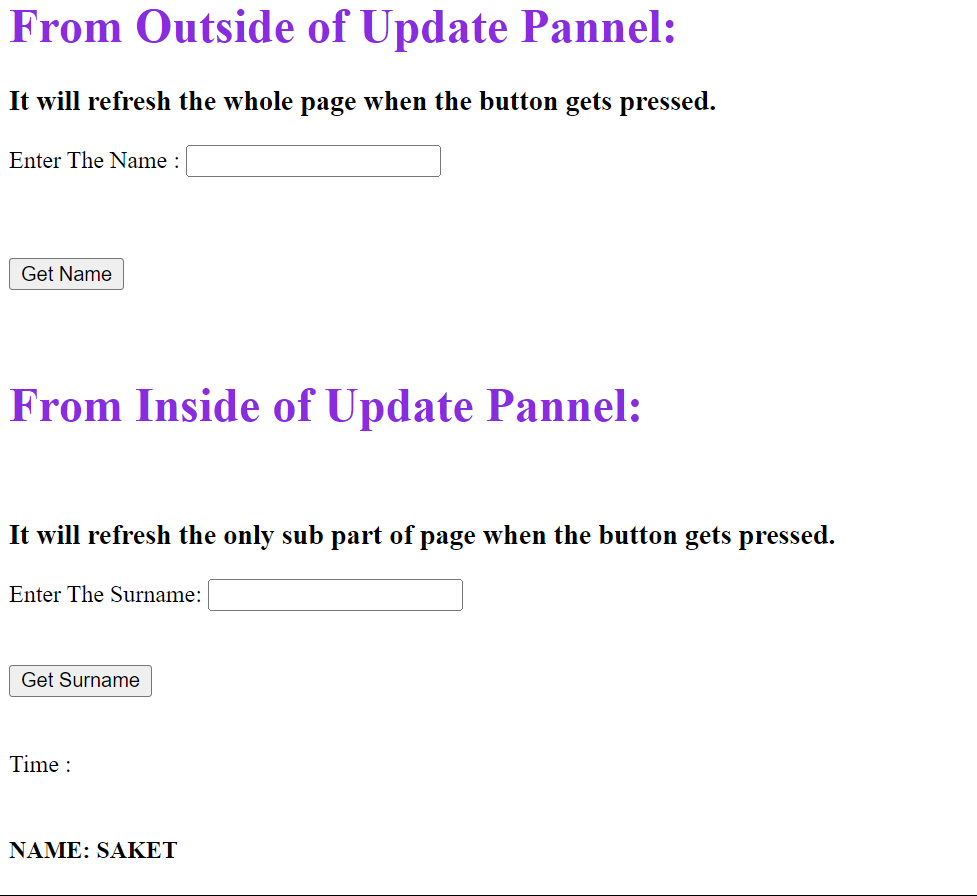 From Outside of Update Pannel:
It will refresh the whole page when the button gets pressed.
Enter The Name :
Get Name
From Inside of Update Pannel:
It will refresh the only sub part of page when the button gets pressed.
Enter The Surname:
Get Surname
Time :
NAME: SAKET